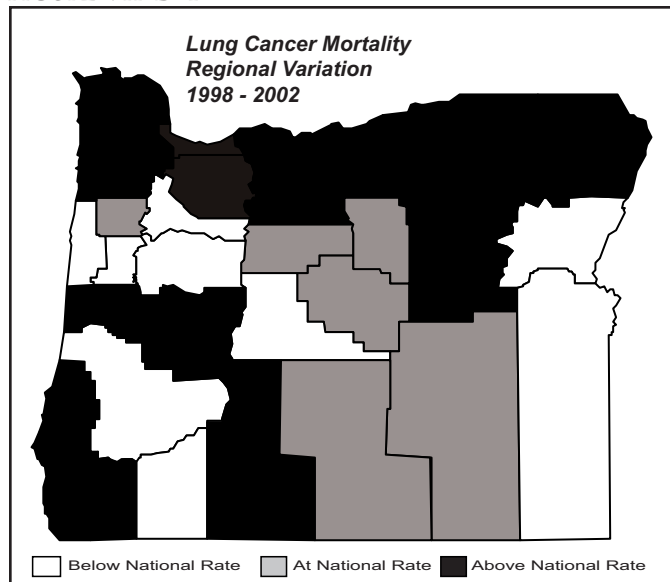 Lung Cancer Mortality
Regional Variation
1998 - 2002
Below National Rate At National Rate Above National Rate